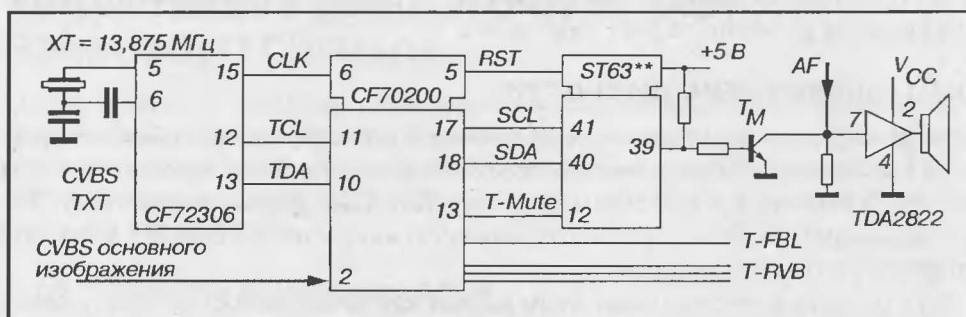 XT = 13,875 МГц
5
15
CLK
6
5
RST
ST63**
+5 В
AF
V CC
6
CF70200
17
SCL
41
T M
7
2
12
TCL
11
39
4
18
SDA
40
TDA2822
CVBS
TXT
13
TDA
10
CF72306
13
T-Mute
12
T-FBL
CVBS основного
изображения
2
T-RVB